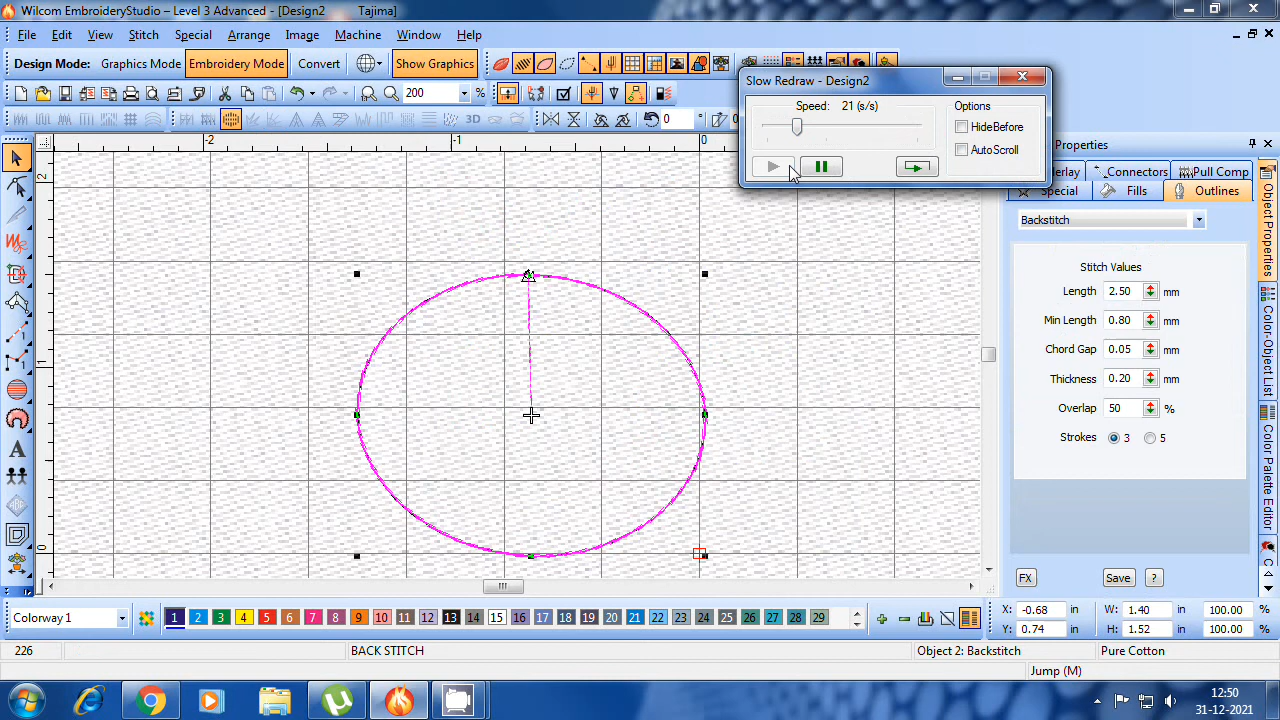 Wilcom EmbroideryStudio – Level 3 Advanced - [Design2 Tajima]
File Edit View Stitch Special Arrange Image Machine Window Help
Design Mode: Graphics Mode Embroidery Mode Convert Show Graphics
200 %
3D 0 ° 0
Slow Redraw - Design2
Speed: 21 (s/s)
Options
HideBefore
AutoScroll
-2 -1 0
2
1
0
Properties
erlay Connectors Pull Comp
Special Fills Outlines
Backstitch
Stitch Values
Length 2.50 mm
Min Length 0.80 mm
Chord Gap 0.05 mm
Thickness 0.20 mm
Overlap 50 %
Strokes 3 5
FX Save ?
Object Properties
Color-Object List
Color Palette Editor
Colorway 1
1 2 3 4 5 6 7 8 9 10 11 12 13 14 15 16 17 18 19 20 21 22 23 24 25 26 27 28 29
X: -0.68 in W: 1.40 in 100.00 %
Y: 0.74 in H: 1.52 in 100.00 %
226 BACK STITCH Object 2: Backstitch Pure Cotton
Jump (M)
12:50
31-12-2021